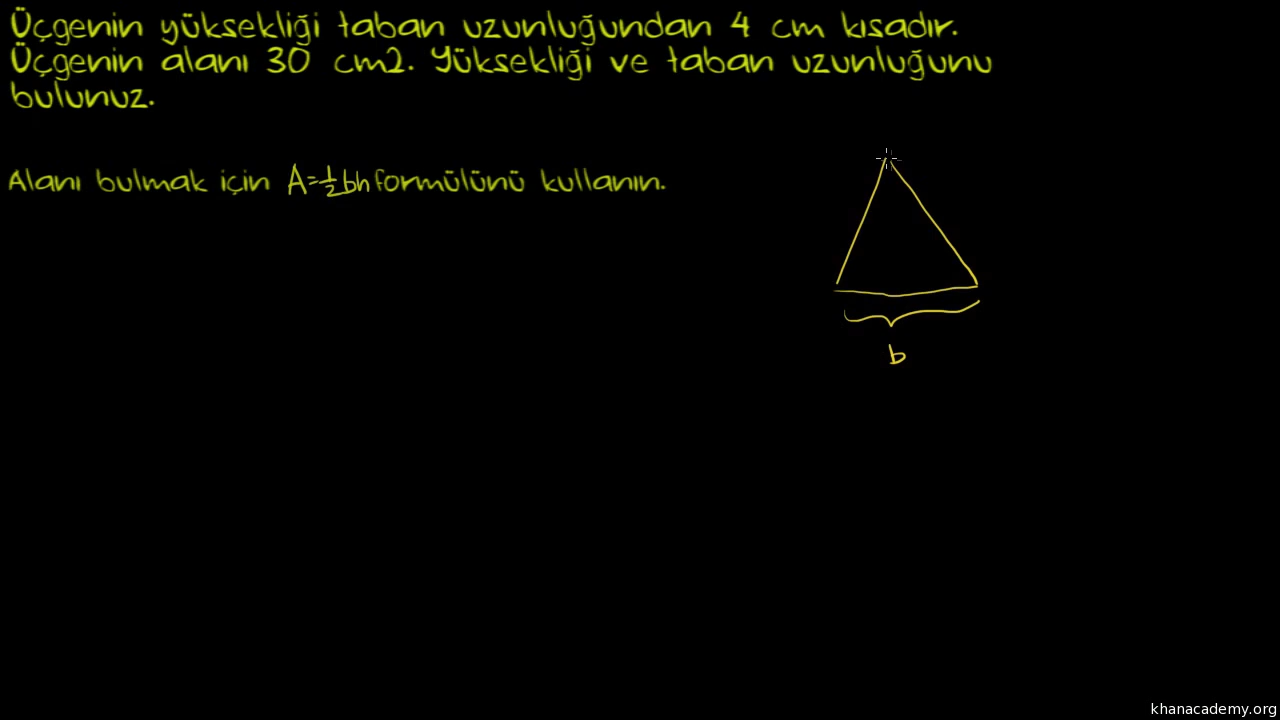 Üçgenin yüksekliği taban uzunluğundan 4 cm kısadır.
Üçgenin alanı 30 cm2. Yüksekliği ve taban uzunluğunu
bulunuz.
Alanı bulmak için A=½bh formülünü kullanın.
b
khanacademy.org